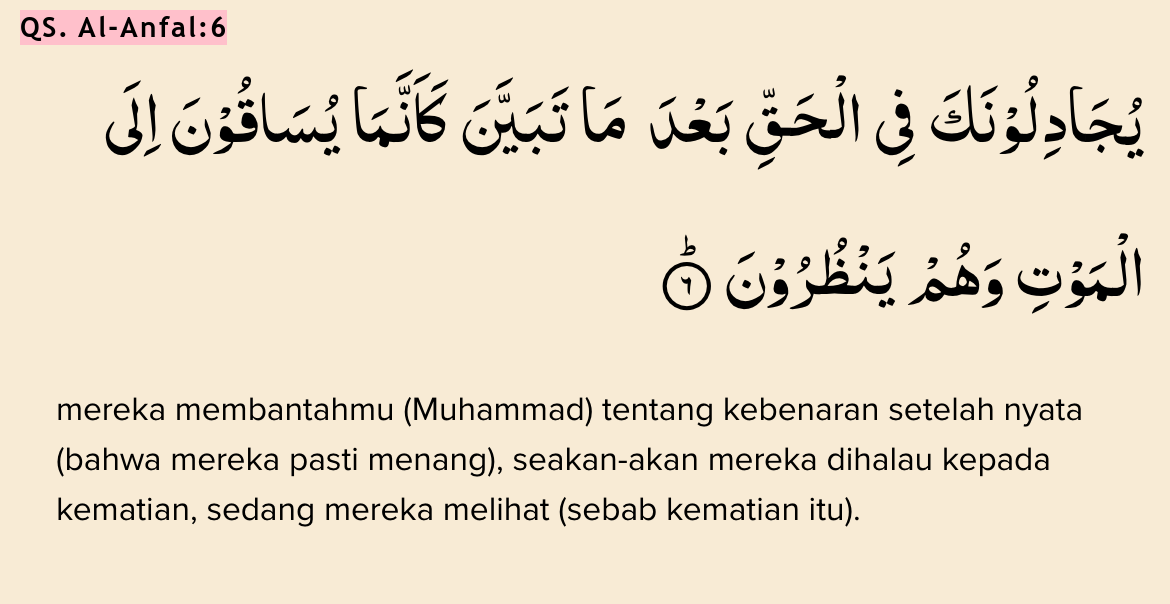 QS. Al-Anfal:6
يُجَادِلُوْنَكَ فِى الْحَقِّ بَعْدَ مَا تَبَيَّنَ كَاَنَّمَا يُسَاقُوْنَ اِلَى
الْمَوْتِ وَهُمْ يَنْظُرُوْنَ ۗ ٦
mereka membantahmu (Muhammad) tentang kebenaran setelah nyata
(bahwa mereka pasti menang), seakan-akan mereka dihalau kepada
kematian, sedang mereka melihat (sebab kematian itu).